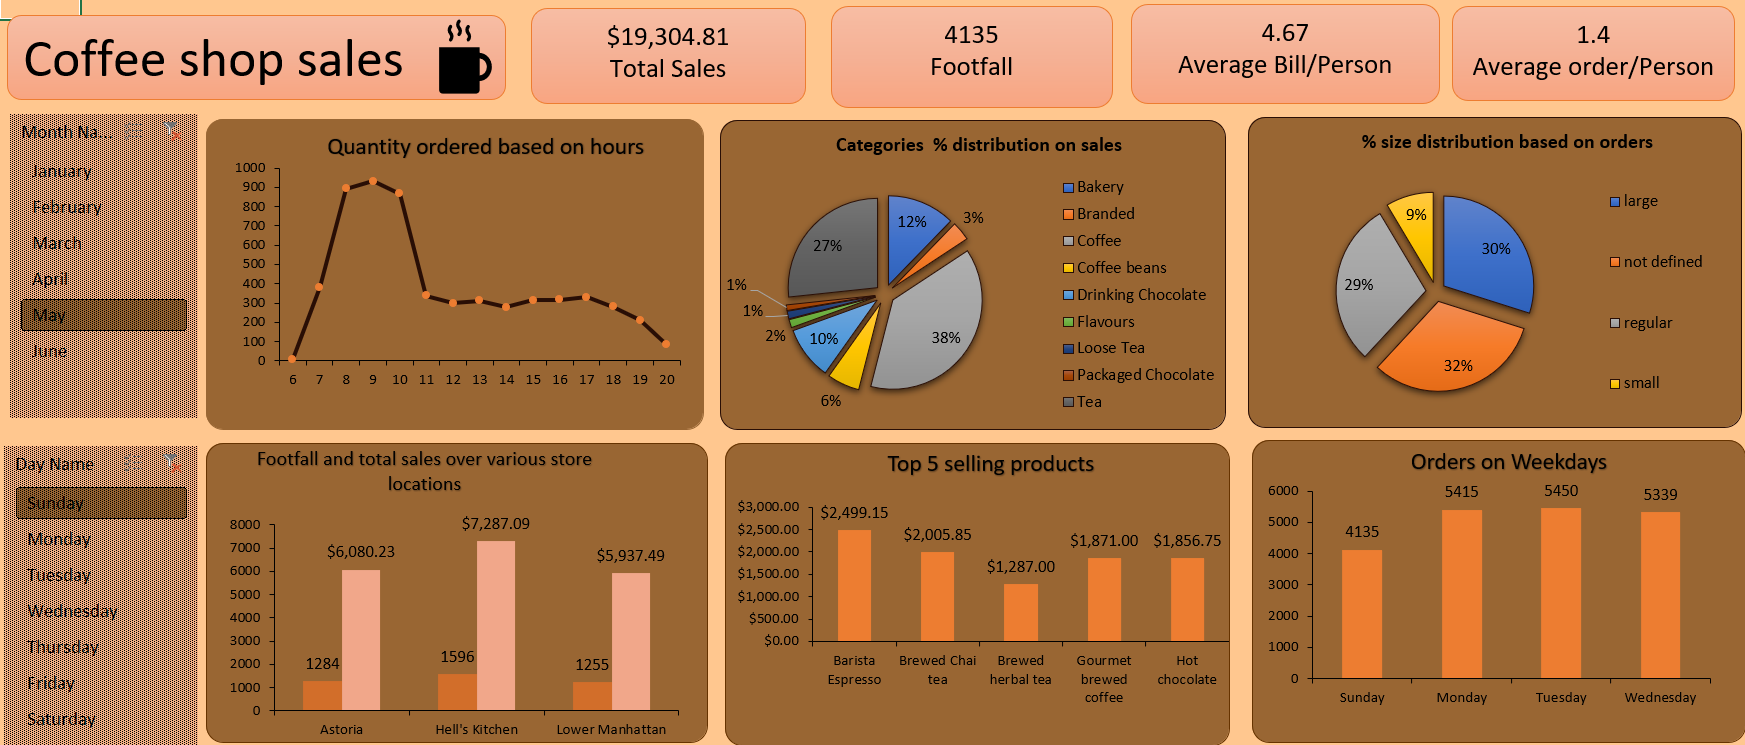 Coffee shop sales
$19,304.81
Total Sales
4135
Footfall
4.67
Average Bill/Person
1.4
Average order/Person
Month Na...
January
February
March
April
May
June
Quantity ordered based on hours
1000
900
800
700
600
500
400
300
200
100
0
6 7 8 9 10 11 12 13 14 15 16 17 18 19 20
Categories % distribution on sales
12%
3%
38%
6%
10%
2%
1%
1%
27%
Bakery
Branded
Coffee
Coffee beans
Drinking Chocolate
Flavours
Loose Tea
Packaged Chocolate
Tea
% size distribution based on orders
30%
32%
29%
9%
large
not defined
regular
small
Day Name
Sunday
Monday
Tuesday
Wednesday
Thursday
Friday
Saturday
Footfall and total sales over various store
locations
8000
7000
6000
5000
4000
3000
2000
1000
0
1284
$6,080.23
1596
$7,287.09
1255
$5,937.49
Astoria
Hell's Kitchen
Lower Manhattan
Top 5 selling products
$3,000.00
$2,500.00
$2,000.00
$1,500.00
$1,000.00
$500.00
$0.00
$2,499.15
$2,005.85
$1,287.00
$1,871.00
$1,856.75
Barista
Espresso
Brewed Chai
tea
Brewed
herbal tea
Gourmet
brewed
coffee
Hot
chocolate
Orders on Weekdays
6000
5000
4000
3000
2000
1000
0
4135
5415
5450
5339
Sunday
Monday
Tuesday
Wednesday